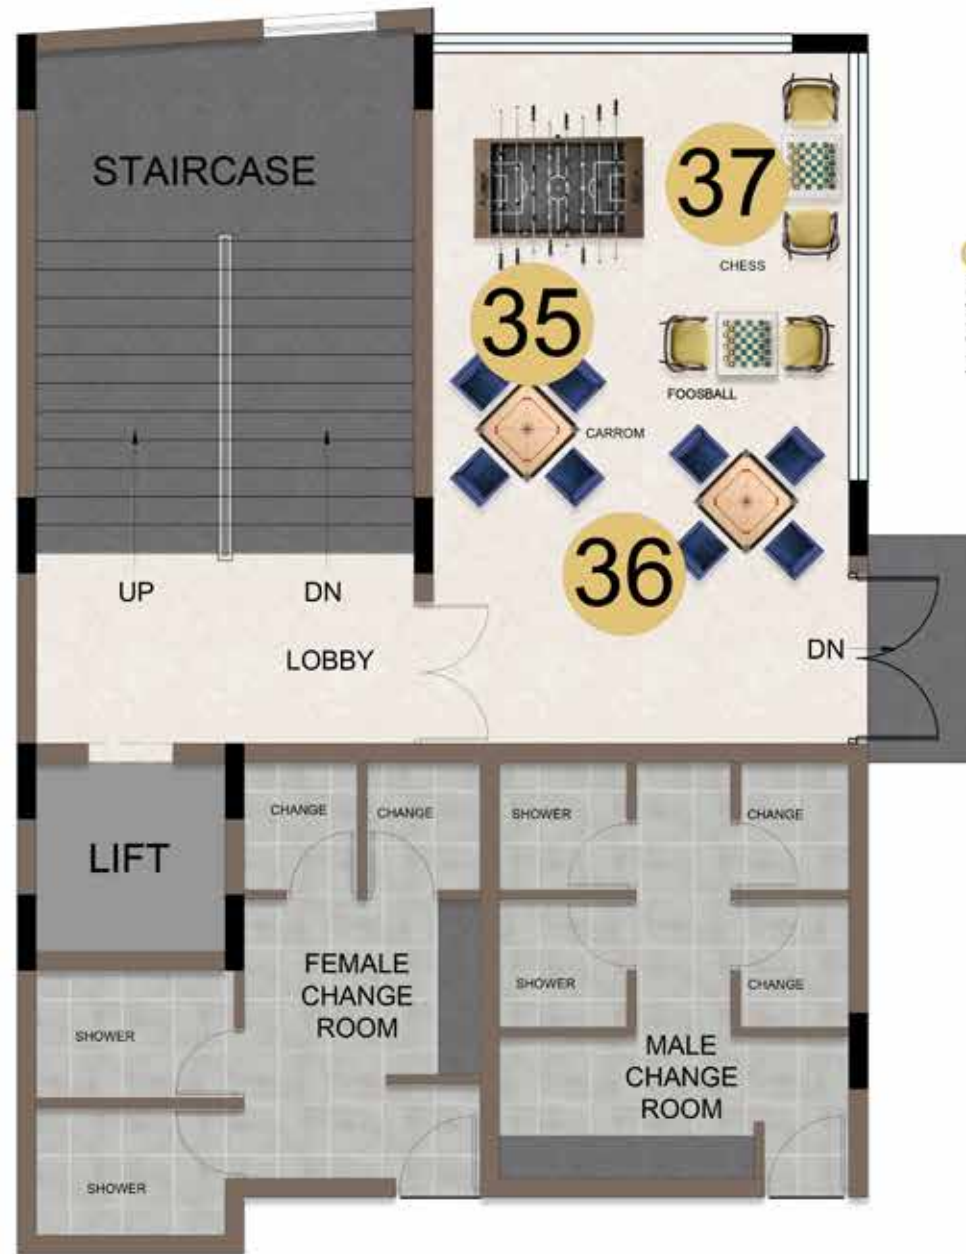 STAIRCASE
37
CHESS
35
FOOSBALL
CARROM
36
UP
DN
LOBBY
DN
CHANGE
CHANGE
SHOWER
CHANGE
LIFT
FEMALE
CHANGE
ROOM
SHOWER
CHANGE
SHOWER
MALE
CHANGE
ROOM
SHOWER